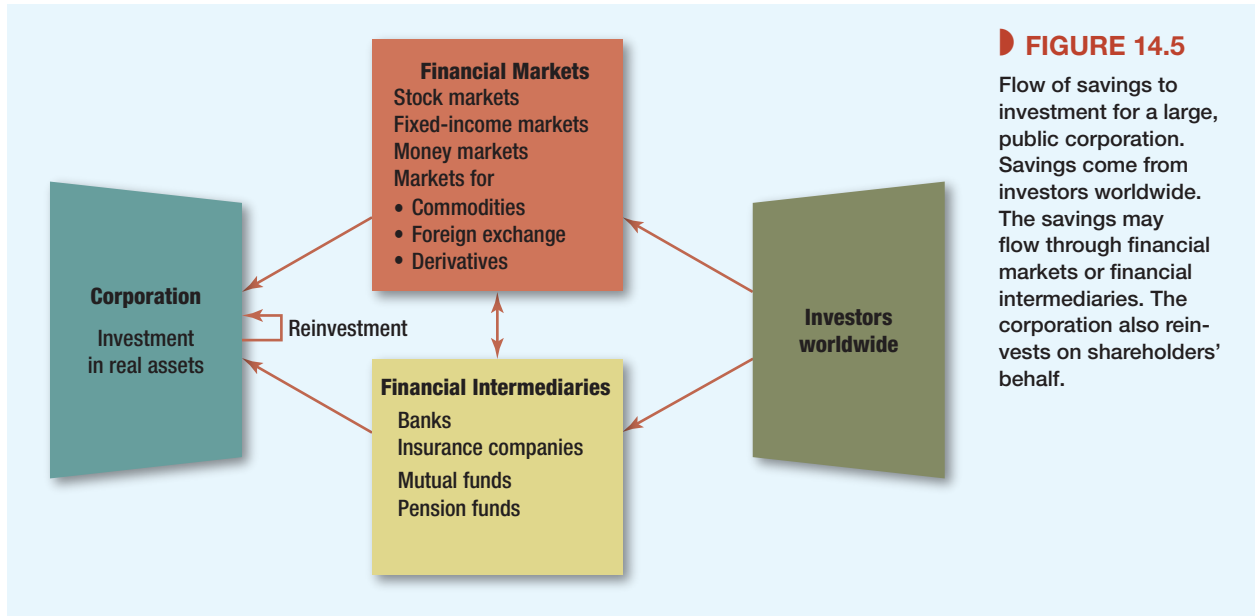 Financial Markets
Stock markets
Fixed-income markets
Money markets
Markets for
• Commodities
• Foreign exchange
• Derivatives
Corporation
Investment
in real assets
Reinvestment
Financial Intermediaries
Banks
Insurance companies
Mutual funds
Pension funds
Investors
worldwide
FIGURE 14.5
Flow of savings to
investment for a large,
public corporation.
Savings come from
investors worldwide.
The savings may
flow through financial
markets or financial
intermediaries. The
corporation also rein-
vests on shareholders’
behalf.